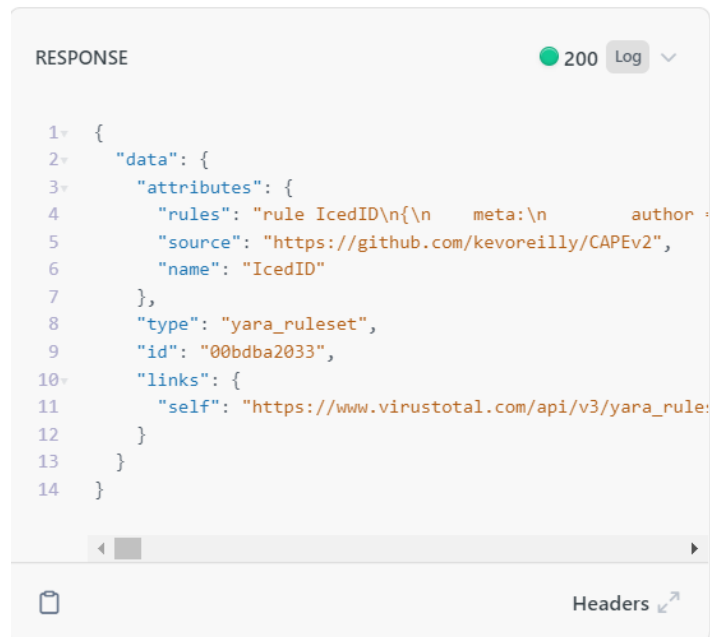 RESPONSE 200 Log
1 {
2 "data": {
3 "attributes": {
4 "rules": "rule IcedID\n{\n    meta:\n        author =
5 "source": "https://github.com/kevoreilly/CAPEv2",
6 "name": "IcedID"
7 },
8 "type": "yara_ruleset",
9 "id": "00bdba2033",
10 "links": {
11 "self": "https://www.virustotal.com/api/v3/yara_rules
12 }
13 }
14 }
Headers